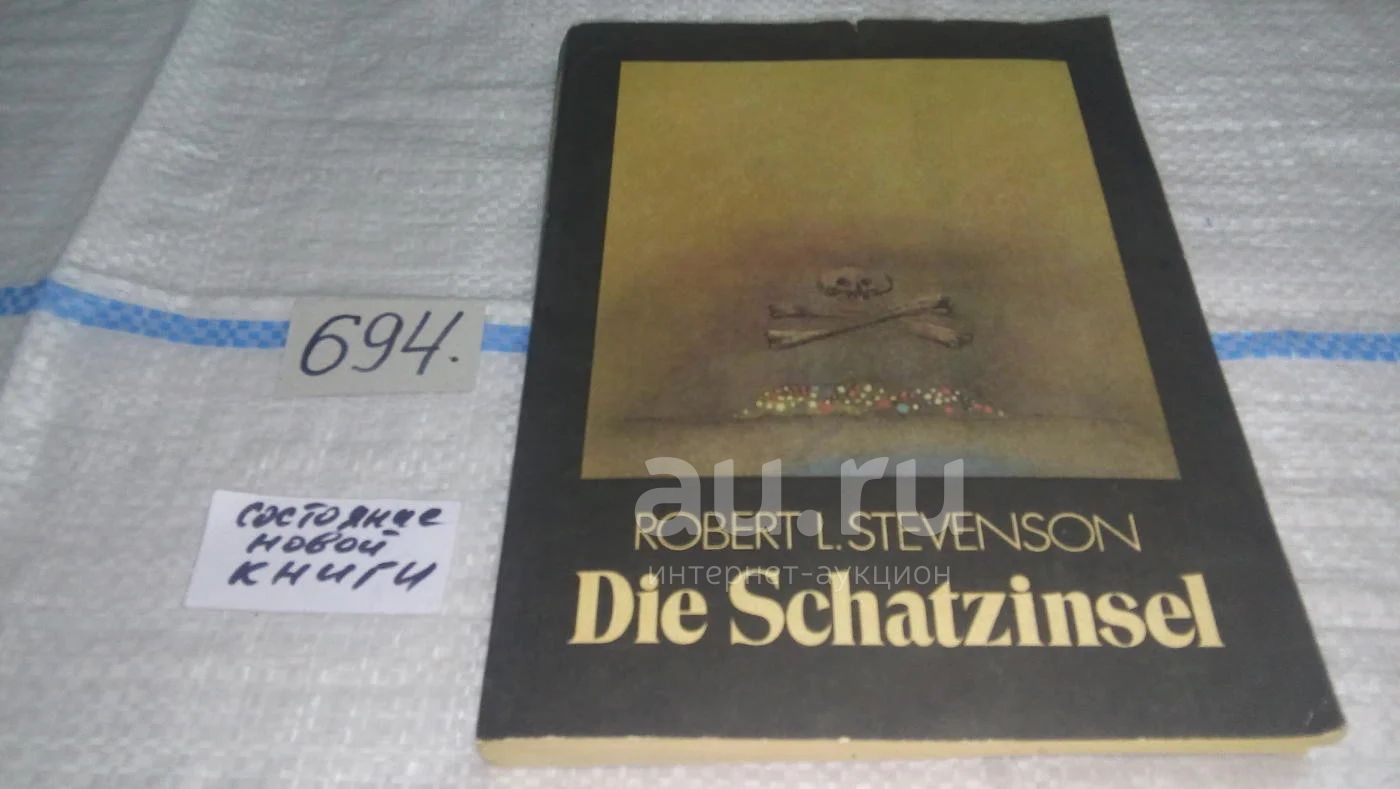 694.
состояние
новой
книги
ROBERT L. STEVENSON
Die Schatzinsel
au.ru
интернет-аукцион